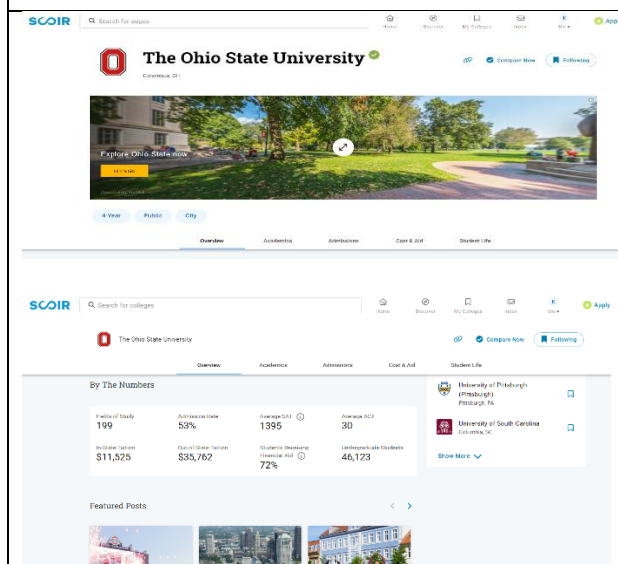 SCOIR
Search for pages
Home
Discover
My Colleges
Inbox
Me
Apply
The Ohio State University
Columbus, OH
Compare Now
Following
Explore Ohio State now
4-Year
Public
City
Overview
Academics
Admissions
Cost & Aid
Student Life
SCOIR
Search for colleges
Home
Discover
My Colleges
Inbox
K
Me
Apply
The Ohio State University
Compare Now
Following
Overview
Academics
Admissions
Cost & Aid
Student Life
By The Numbers
Fields of Study
199
Admission Rate
53%
Average SAT
1395
Average ACT
30
In-State Tuition
$11,525
Out-of-State Tuition
$35,762
Students Receiving
Financial Aid
72%
Undergraduate Students
46,123
University of Pittsburgh
(Pittsburgh)
Pittsburgh, PA
University of South Carolina
Columbia, SC
Show More
Featured Posts